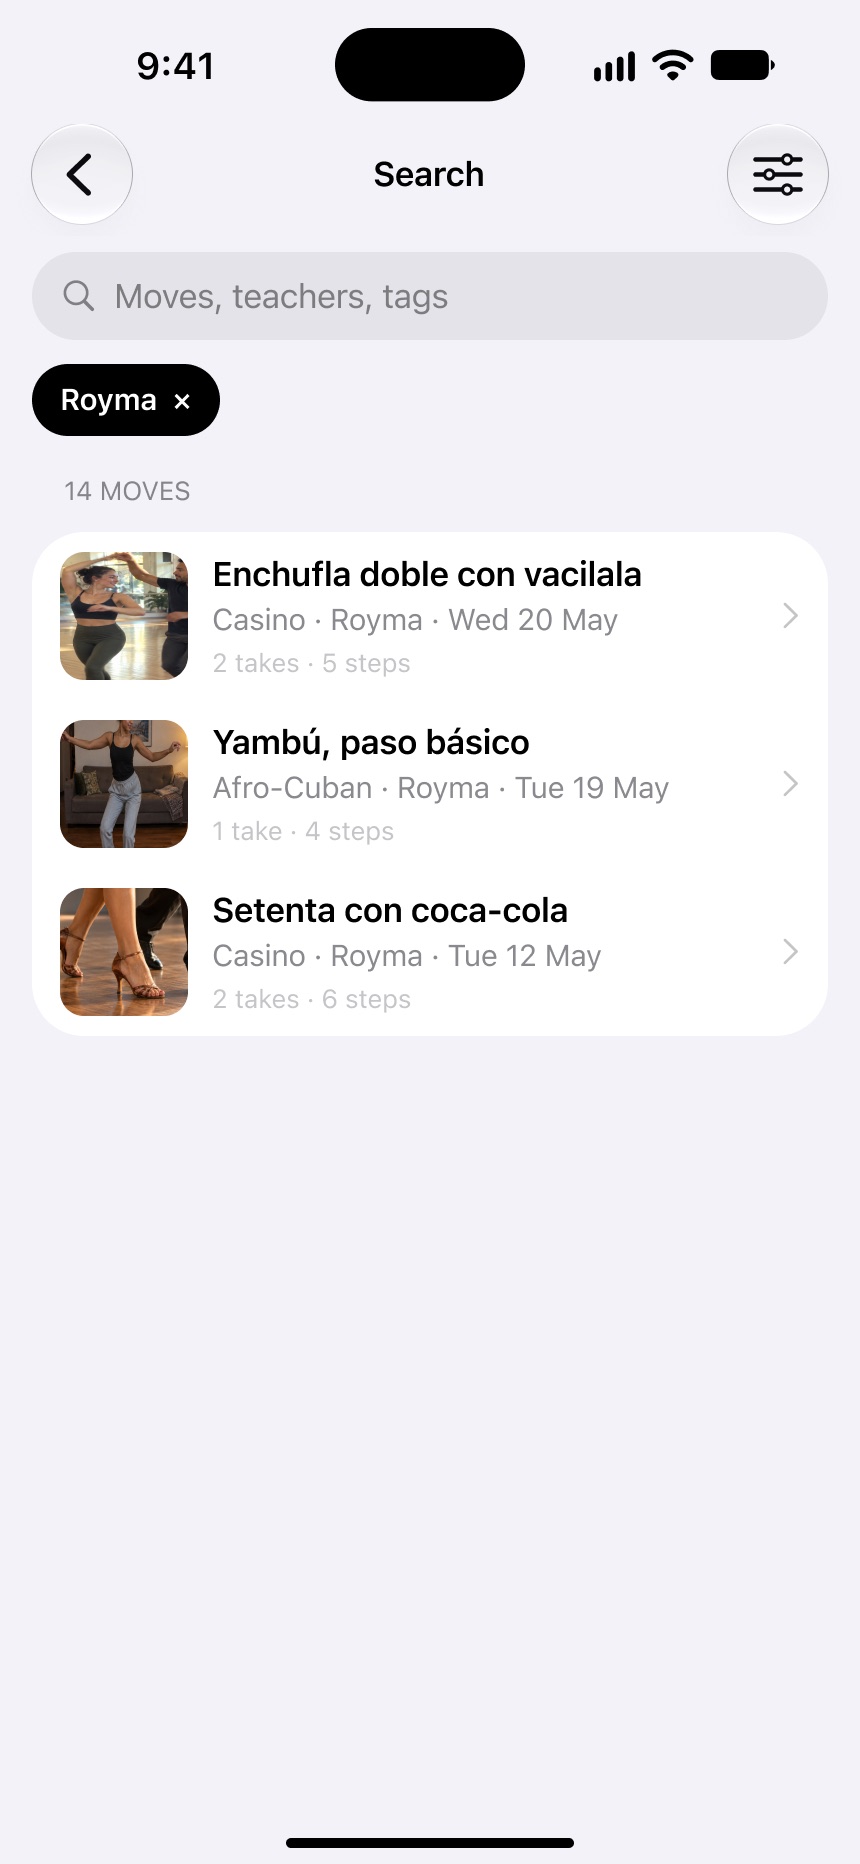 9:41
Search
Moves, teachers, tags
Royma ×
14 MOVES
Enchufla doble con vacilala
Casino · Royma · Wed 20 May
2 takes · 5 steps
Yambú, paso básico
Afro-Cuban · Royma · Tue 19 May
1 take · 4 steps
Setenta con coca-cola
Casino · Royma · Tue 12 May
2 takes · 6 steps